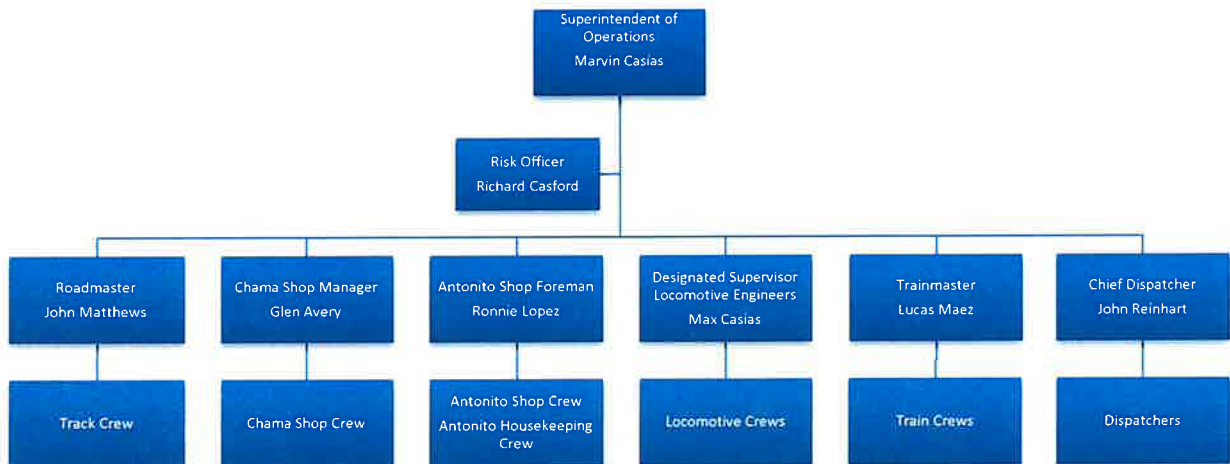 Superintendent of
Operations
Marvin Casias
Risk Officer
Richard Casford
Roadmaster
John Matthews
Chama Shop Manager
Glen Avery
Antonito Shop Foreman
Ronnie Lopez
Designated Supervisor
Locomotive Engineers
Max Casias
Trainmaster
Lucas Maez
Chief Dispatcher
John Reinhart
Track Crew
Chama Shop Crew
Antonito Shop Crew
Antonito Housekeeping
Crew
Locomotive Crews
Train Crews
Dispatchers